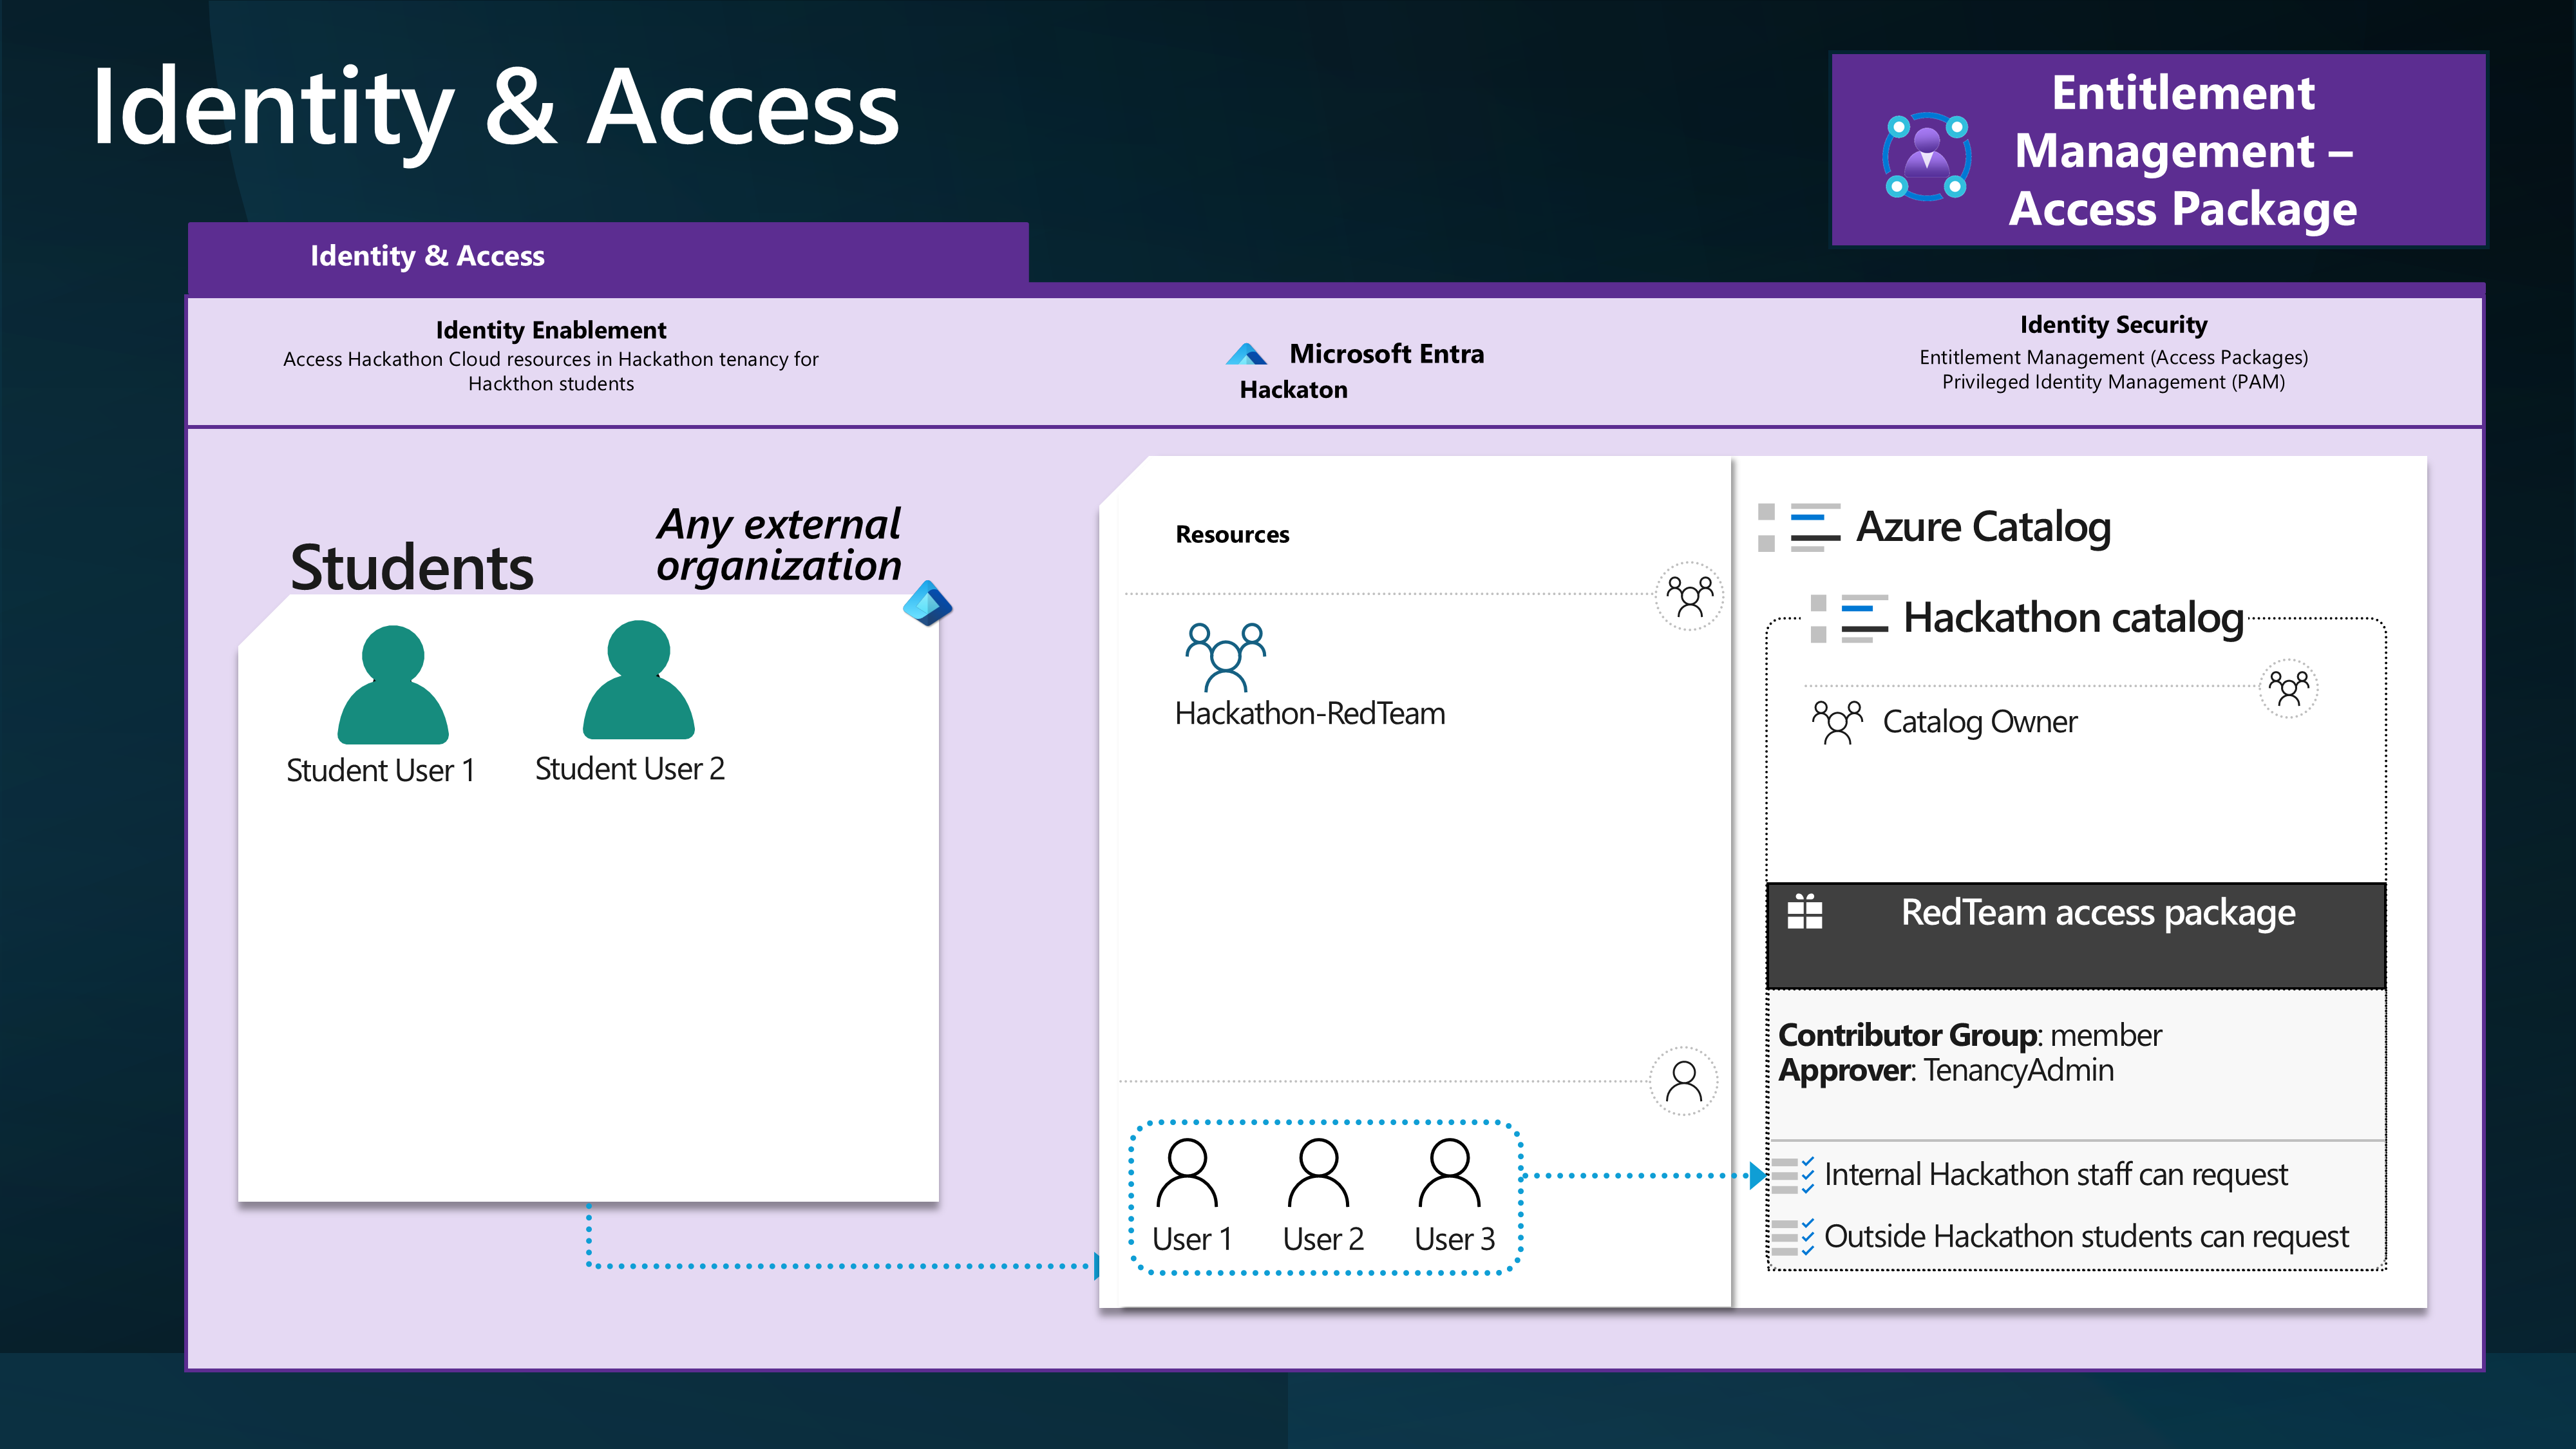 Identity & Access
Entitlement
Management –
Access Package
Identity & Access
Identity Enablement
Access Hackathon Cloud resources in Hackathon tenancy for
Hackthon students
Microsoft Entra
Hackaton
Identity Security
Entitlement Management (Access Packages)
Privileged Identity Management (PAM)
Students
Any external
organization
Student User 1
Student User 2
Resources
Hackathon-RedTeam
User 1
User 2
User 3
Azure Catalog
Hackathon catalog
Catalog Owner
RedTeam access package
Contributor Group: member
Approver: TenancyAdmin
Internal Hackathon staff can request
Outside Hackathon students can request